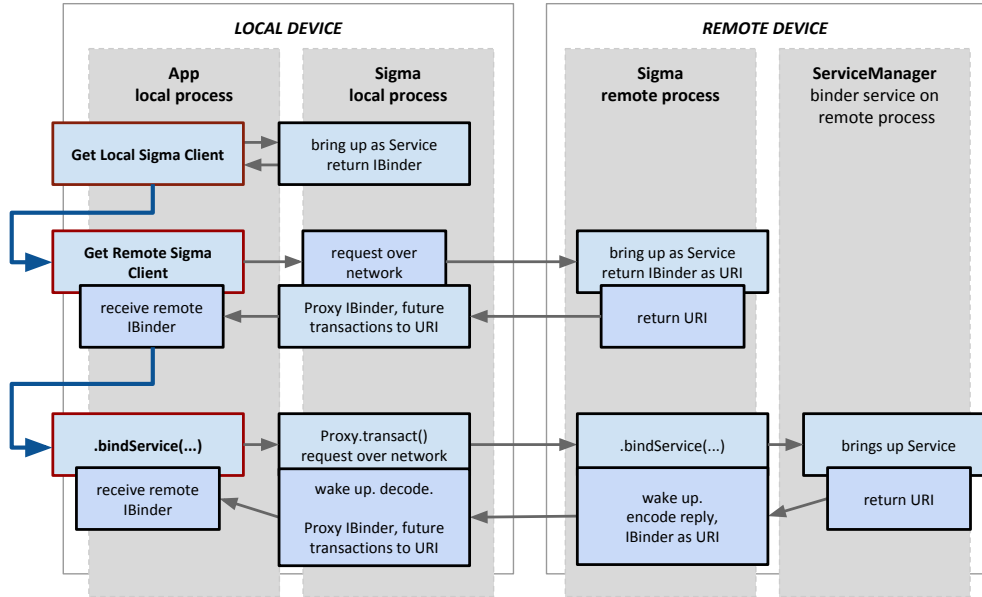 LOCAL DEVICE
REMOTE DEVICE
App
local process
Sigma
local process
Sigma
remote process
ServiceManager
binder service on
remote process
Get Local Sigma Client
bring up as Service
return IBinder
Get Remote Sigma
Client
request over
network
bring up as Service
return IBinder as URI
receive remote
IBinder
Proxy IBinder, future
transactions to URI
return URI
.bindService(...)
Proxy.transact()
request over network
.bindService(...)
brings up Service
receive remote
IBinder
wake up. decode.
Proxy IBinder, future
transactions to URI
wake up.
encode reply,
IBinder as URI
return URI